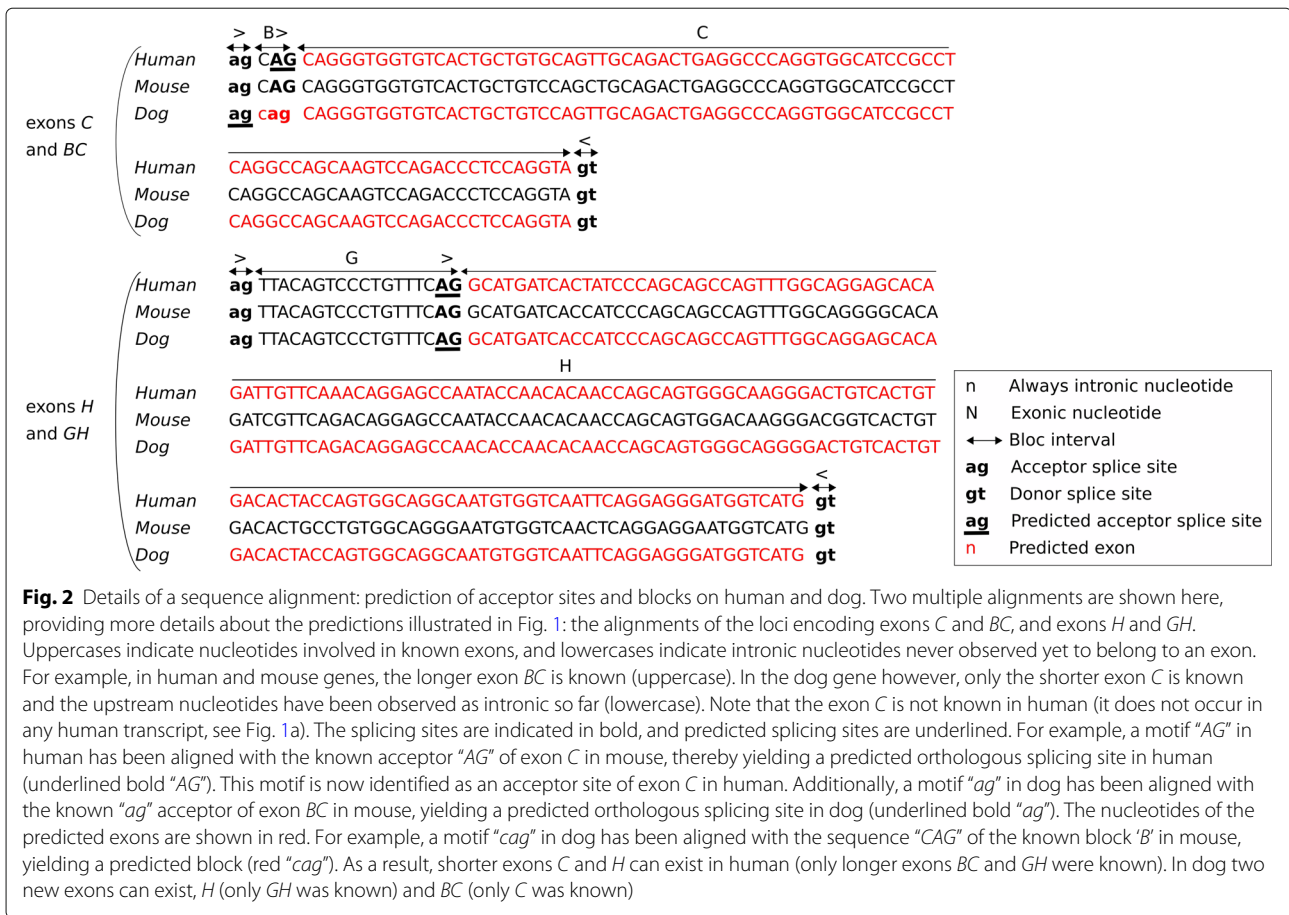 > B> C
Human ag CAG CAGGGTGGTGTCACTGCTGTGCAGTTGCAGACTGAGGCCCAGGTGGCATCCGCCT
Mouse ag CAG CAGGGTGGTGTCACTGCTGTCCAGCTGCAGACTGAGGCCCAGGTGGCATCCGCCT
Dog ag cag CAGGGTGGTGTCACTGCTGTCCAGTTGCAGACTGAGGCCCAGGTGGCATCCGCCT
exons C
and BC
<
Human CAGGCCAGCAAGTCCAGACCCTCCAGGTA gt
Mouse CAGGCCAGCAAGTCCAGACCCTCCAGGTA gt
Dog CAGGCCAGCAAGTCCAGACCCTCCAGGTA gt
> G >
Human ag TTACAGTCCCTGTTTCAG GCATGATCACTATCCCAGCAGCCAGTTTGGCAGGAGCACA
Mouse ag TTACAGTCCCTGTTTCAG GCATGATCACCATCCCAGCAGCCAGTTTGGCAGGGGCACA
Dog ag TTACAGTCCCTGTTTCAG GCATGATCACCATCCCAGCAGCCAGTTTGGCAGGAGCACA
H
Human GATTGTTCAAACAGGAGCCAATACCAACACAACCAGCAGTGGGCAAGGGACTGTCACTGT
exons H
and GH
Mouse GATCGTTCAGACAGGAGCCAATACCAACACAACCAGCAGTGGACAAGGGACGGTCACTGT
Dog GATTGTTCAGACAGGAGCCAACACCAACACAACCAGCAGTGGGCAGGGGACTGTCACTGT
<
Human GACACTACCAGTGGCAGGCAATGTGGTCAATTCAGGAGGGATGGTCATG gt
Mouse GACACTGCCTGTGGCAGGGAATGTGGTCAACTCAGGAGGAATGGTCATG gt
Dog GACACTACCAGTGGCAGGCAATGTGGTCAATTCAGGAGGGATGGTCATG gt
n Always intronic nucleotide
N Exonic nucleotide
Bloc interval
ag Acceptor splice site
gt Donor splice site
ag Predicted acceptor splice site
n Predicted exon
Fig. 2 Details of a sequence alignment: prediction of acceptor sites and blocks on human and dog. Two multiple alignments are shown here,
providing more details about the predictions illustrated in Fig. 1: the alignments of the loci encoding exons C and BC, and exons H and GH.
Uppercases indicate nucleotides involved in known exons, and lowercases indicate intronic nucleotides never observed yet to belong to an exon.
For example, in human and mouse genes, the longer exon BC is known (uppercase). In the dog gene however, only the shorter exon C is known
and the upstream nucleotides have been observed as intronic so far (lowercase). Note that the exon C is not known in human (it does not occur in
any human transcript, see Fig. 1a). The splicing sites are indicated in bold, and predicted splicing sites are underlined. For example, a motif “AG” in
human has been aligned with the known acceptor “AG” of exon C in mouse, thereby yielding a predicted orthologous splicing site in human
(underlined bold “AG”). This motif is now identified as an acceptor site of exon C in human. Additionally, a motif “ag” in dog has been aligned with
the known “ag” acceptor of exon BC in mouse, yielding a predicted orthologous splicing site in dog (underlined bold “ag”). The nucleotides of the
predicted exons are shown in red. For example, a motif “cag” in dog has been aligned with the sequence “CAG” of the known block ‘B’ in mouse,
yielding a predicted block (red “cag”). As a result, shorter exons C and H can exist in human (only longer exons BC and GH were known). In dog two
new exons can exist, H (only GH was known) and BC (only C was known)